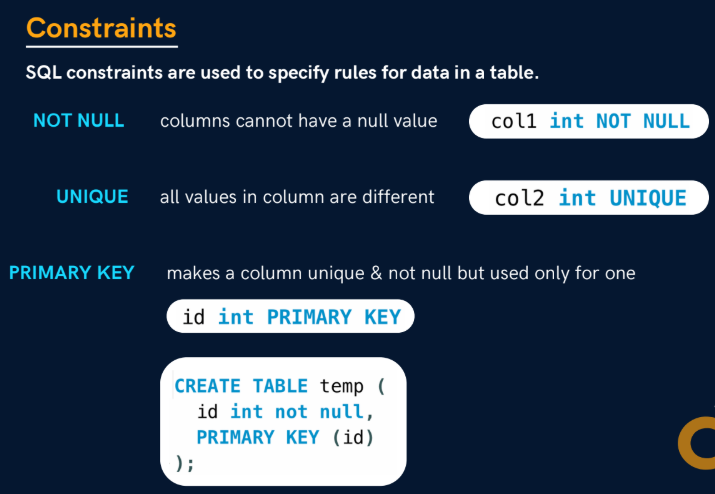 Constraints
SQL constraints are used to specify rules for data in a table.
NOT NULL columns cannot have a null value col1 int NOT NULL
UNIQUE all values in column are different col2 int UNIQUE
PRIMARY KEY makes a column unique & not null but used only for one
id int PRIMARY KEY
CREATE TABLE temp (
id int not null,
PRIMARY KEY (id)
);